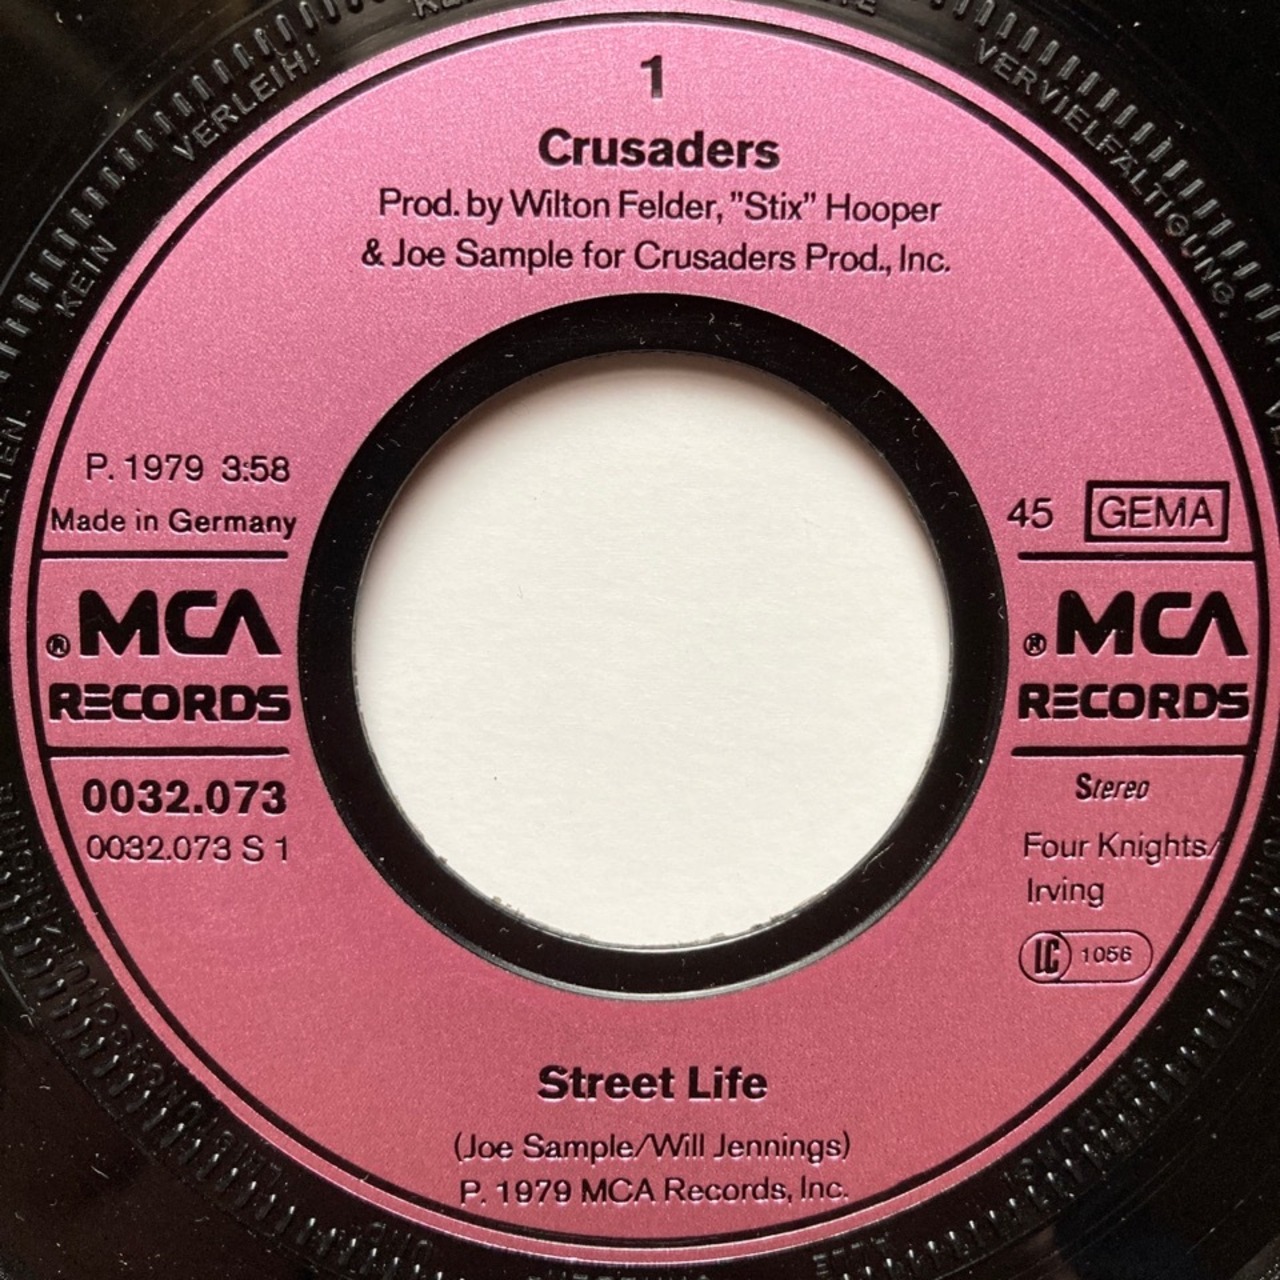 1
Crusaders
Prod. by Wilton Felder, "Stix" Hooper
& Joe Sample for Crusaders Prod., Inc.
P. 1979 3:58
Made in Germany
45 GEMA
® MCA
RECORDS
® MCA
RECORDS
0032.073
0032.073 S 1
Stereo
Four Knights/
Irving
LC 1056
Street Life
(Joe Sample/Will Jennings)
P. 1979 MCA Records, Inc.
KEIN VERLEIH!
VERVIELFÄLTIGUNG,